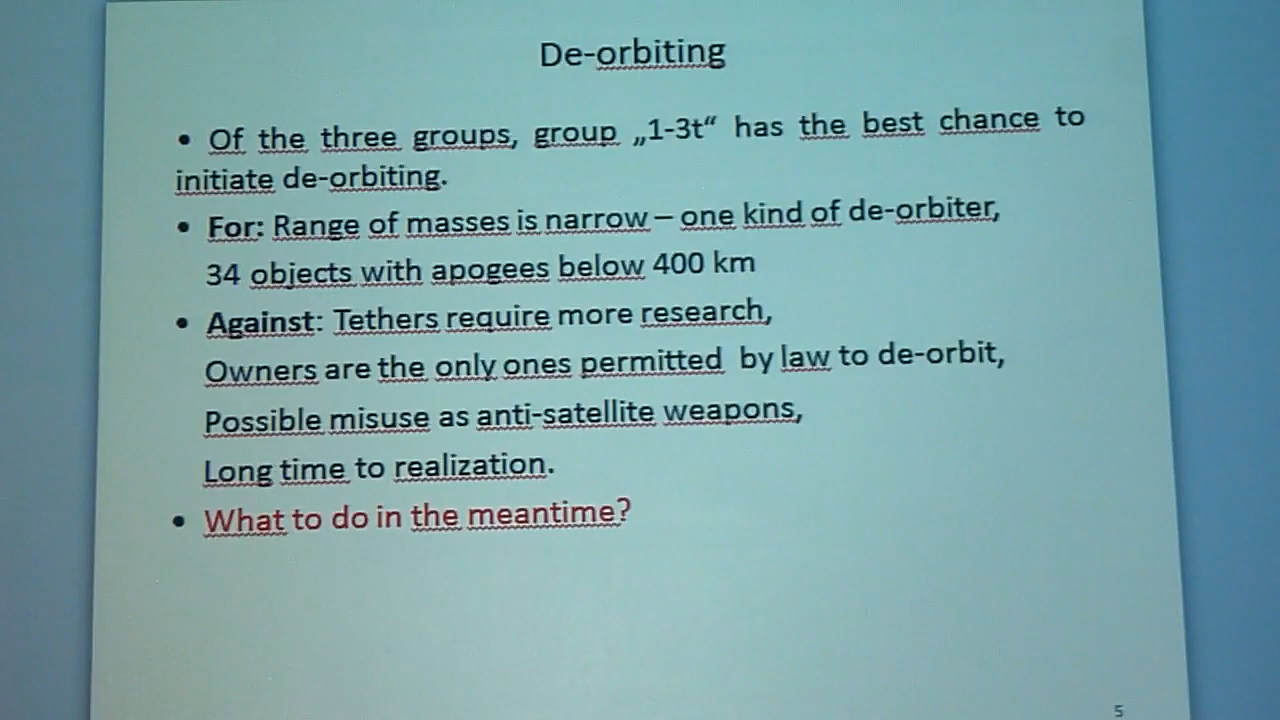 De-orbiting
• Of the three groups, group „1-3t“ has the best chance to
initiate de-orbiting.
• For: Range of masses is narrow – one kind of de-orbiter,
34 objects with apogees below 400 km
• Against: Tethers require more research,
Owners are the only ones permitted by law to de-orbit,
Possible misuse as anti-satellite weapons,
Long time to realization.
• What to do in the meantime?
5